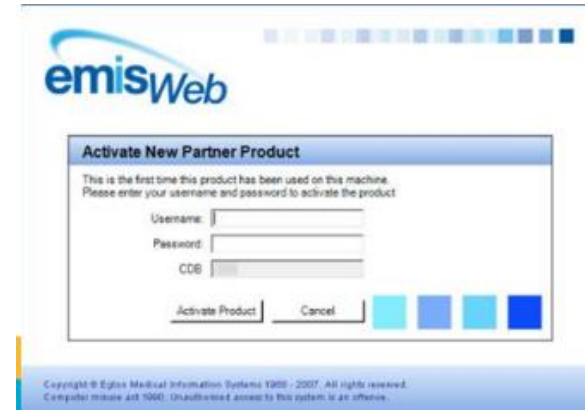 emisWeb
Activate New Partner Product
This is the first time this product has been used on this machine.
Please enter your username and password to activate the product
Username:
Password:
CDB
Activate Product
Cancel
Copyright © Egton Medical Information Systems 1988 - 2007. All rights reserved.
Computer misuse act 1990. Unauthorised access to this system is an offence.